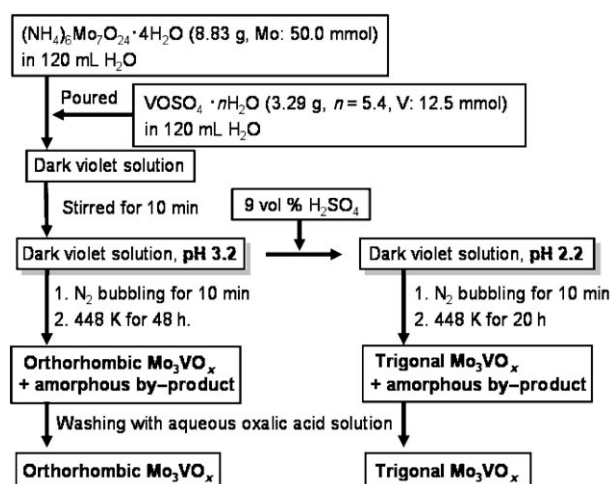 (NH₄)₆Mo₇O₂₄·4H₂O (8.83 g, Mo: 50.0 mmol)
in 120 mL H₂O
Poured
VOSO₄ ·nH₂O (3.29 g, n = 5.4, V: 12.5 mmol)
in 120 mL H₂O
Dark violet solution
Stirred for 10 min
9 vol % H₂SO₄
Dark violet solution, pH 3.2
Dark violet solution, pH 2.2
1. N₂ bubbling for 10 min
2. 448 K for 48 h.
1. N₂ bubbling for 10 min
2. 448 K for 20 h
Orthorhombic Mo₃VOₓ
+ amorphous by–product
Trigonal Mo₃VOₓ
+ amorphous by–product
Washing with aqueous oxalic acid solution
Orthorhombic Mo₃VOₓ
Trigonal Mo₃VOₓ